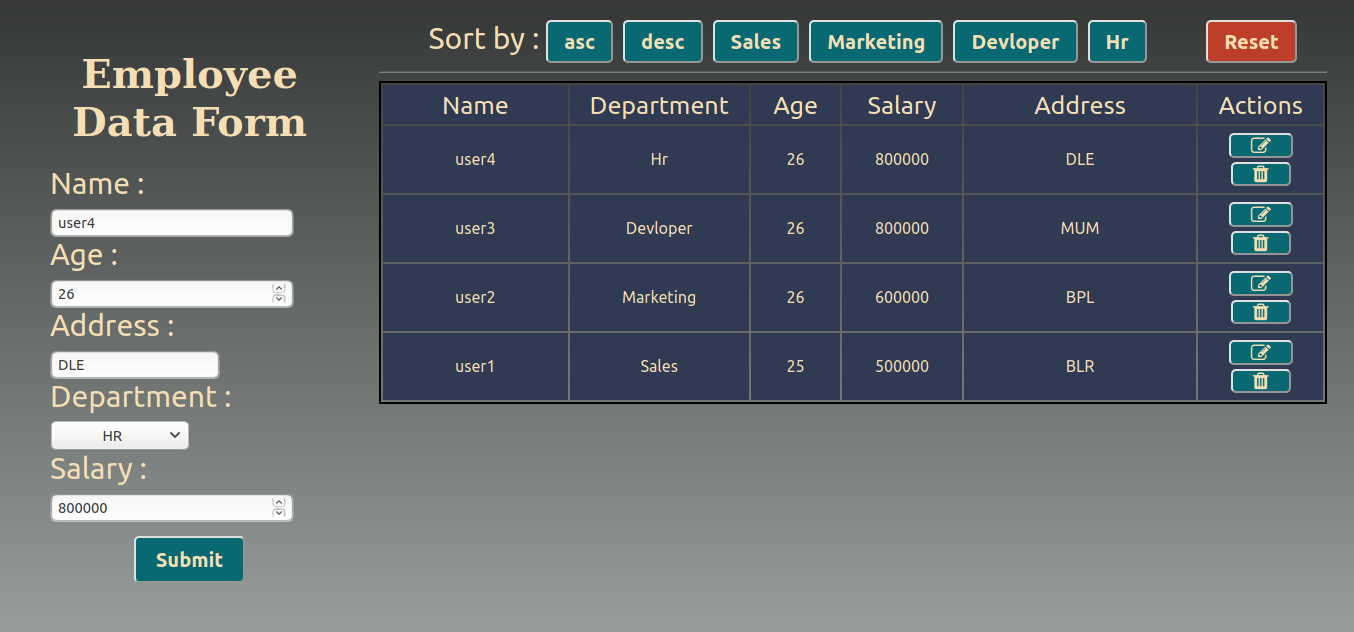 Employee
Data Form
Name :
user4
Age :
26
Address :
DLE
Department :
HR
Salary :
800000
Submit
Sort by : asc desc Sales Marketing Devloper Hr Reset
Name Department Age Salary Address Actions
user4 Hr 26 800000 DLE
user3 Devloper 26 800000 MUM
user2 Marketing 26 600000 BPL
user1 Sales 25 500000 BLR